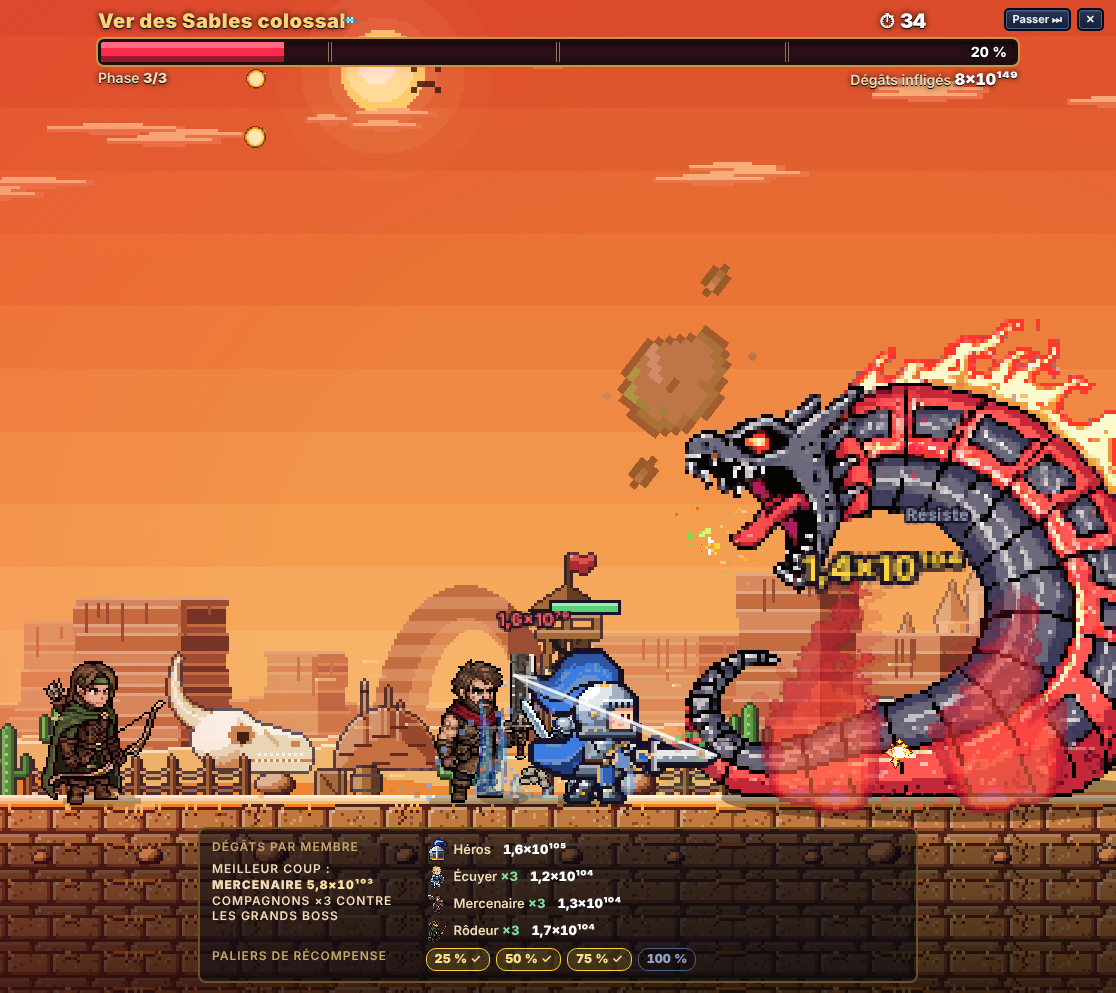 Ver des Sables colossal
34
Passer
20 %
Phase 3/3
Dégâts infligés 8×10¹⁴⁹
Résiste
1,4×10¹⁰⁴
DÉGÂTS PAR MEMBRE
MEILLEUR COUP :
MERCENAIRE 5,8×10¹⁰³
COMPAGNONS ×3 CONTRE
LES GRANDS BOSS
Héros 1,6×10¹⁰⁵
Écuyer ×3 1,2×10¹⁰⁴
Mercenaire ×3 1,3×10¹⁰⁴
Rôdeur ×3 1,7×10¹⁰⁴
PALIERS DE RÉCOMPENSE
25 % ✓ 50 % ✓ 75 % ✓ 100 %